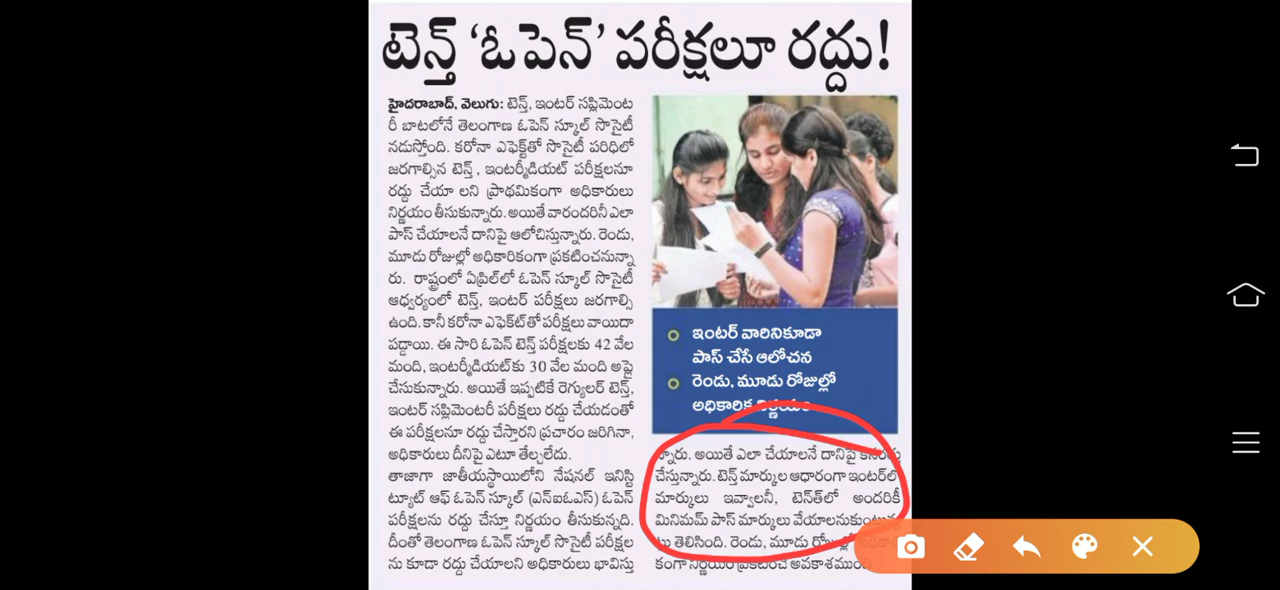 టెన్త్ ‘ఓపెన్’ పరీక్షలూ రద్దు!
హైదరాబాద్, వెలుగు: టెన్త్, ఇంటర్ సప్లిమెంట
రీ బాటలోనే తెలంగాణ ఓపెన్ స్కూల్ సొసైటీ
నడుస్తోంది. కరోనా ఎఫెక్ట్‌తో సొసైటీ పరిధిలో
జరగాల్సిన టెన్త్, ఇంటర్మీడియట్ పరీక్షలనూ
రద్దు చేయా లని ప్రాథమికంగా అధికారులు
నిర్ణయం తీసుకున్నారు. అయితే వారందరినీ ఎలా
పాస్ చేయాలనే దానిపై ఆలోచిస్తున్నారు. రెండు,
మూడు రోజుల్లో అధికారికంగా ప్రకటించనున్నా
రు. రాష్ట్రంలో ఏప్రిల్‌లో ఓపెన్ స్కూల్ సొసైటీ
ఆధ్వర్యంలో టెన్త్, ఇంటర్ పరీక్షలు జరగాల్సి
ఉంది. కానీ కరోనా ఎఫెక్ట్‌తో పరీక్షలు వాయిదా
పడ్డాయి. ఈ సారి ఓపెన్ టెన్త్ పరీక్షలకు 42 వేల
మంది, ఇంటర్మీడియట్‌కు 30 వేల మంది అప్లై
చేసుకున్నారు. అయితే ఇప్పటికే రెగ్యులర్ టెన్త్,
ఇంటర్ సప్లిమెంటరీ పరీక్షలు రద్దు చేయడంతో
ఈ పరీక్షలనూ రద్దు చేస్తారని ప్రచారం జరిగినా,
అధికారులు దీనిపై ఎటూ తేల్చలేదు.
తాజాగా జాతీయస్థాయిలోని నేషనల్ ఇనిస్టి
ట్యూట్ ఆఫ్ ఓపెన్ స్కూల్ (ఎన్ఐఓఎస్) ఓపెన్
పరీక్షలను రద్దు చేస్తూ నిర్ణయం తీసుకున్నది.
దీంతో తెలంగాణ ఓపెన్ స్కూల్ సొసైటీ పరీక్షల
ను కూడా రద్దు చేయాలని అధికారులు భావిస్తు
ఇంటర్ వారినికూడా
పాస్ చేసే ఆలోచన
రెండు, మూడు రోజుల్లో
అధికారిక నిర్ణయం
న్నారు. అయితే ఎలా చేయాలనే దానిపై కసరత్తు
చేస్తున్నారు. టెన్త్ మార్కుల ఆధారంగా ఇంటర్‌లో
మార్కులు ఇవ్వాలనీ, టెన్త్‌లో అందరికీ
మినిమమ్ పాస్ మార్కులు వేయాలనుకుంటున్న
ట్టు తెలిసింది. రెండు, మూడు రోజుల్లో
కంగా నిర్ణయం ప్రకటించే అవకాశముంది.